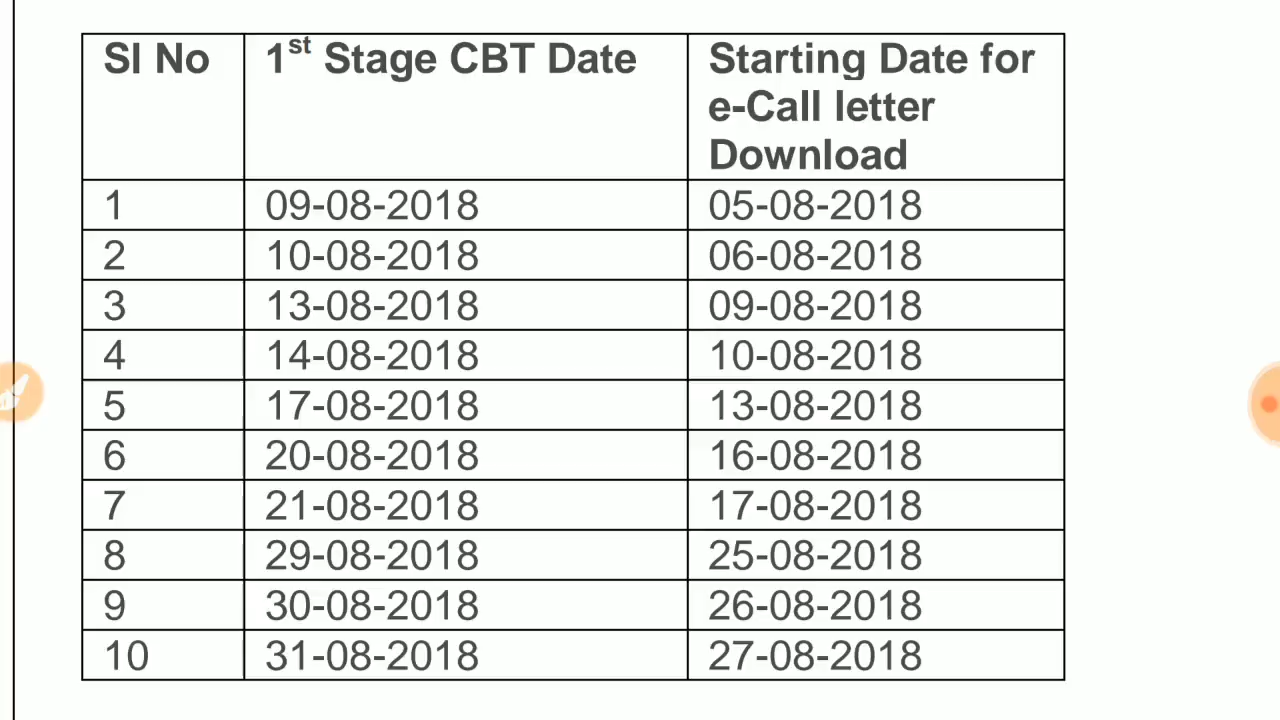 Sl No 1st Stage CBT Date Starting Date for
e-Call letter
Download
1 09-08-2018 05-08-2018
2 10-08-2018 06-08-2018
3 13-08-2018 09-08-2018
4 14-08-2018 10-08-2018
5 17-08-2018 13-08-2018
6 20-08-2018 16-08-2018
7 21-08-2018 17-08-2018
8 29-08-2018 25-08-2018
9 30-08-2018 26-08-2018
10 31-08-2018 27-08-2018